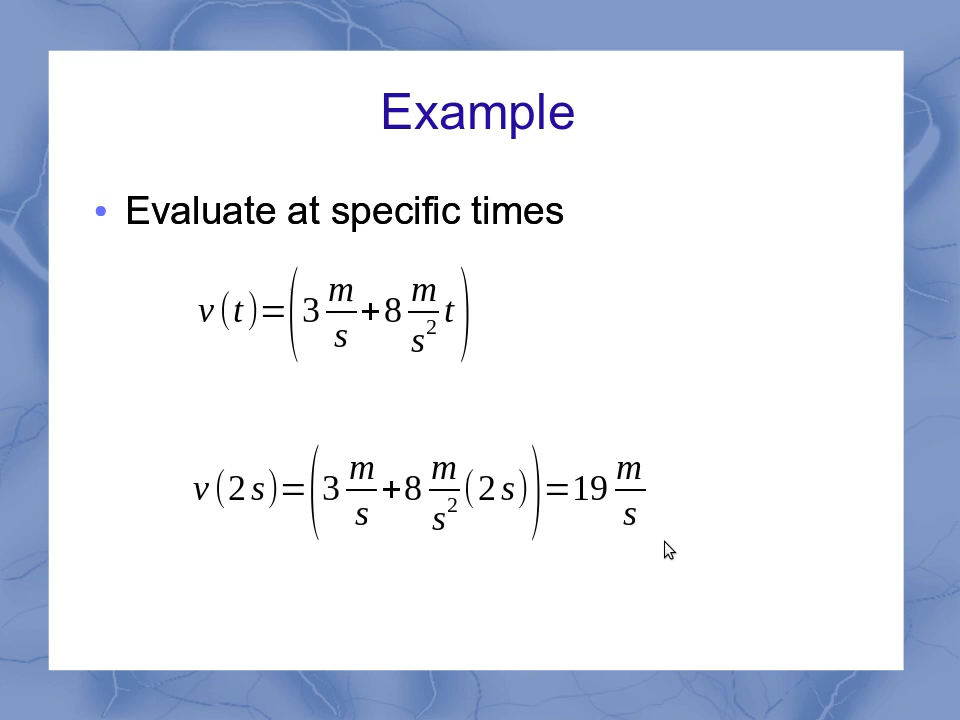 Example
• Evaluate at specific times
v(t)=(3 m/s + 8 m/s² t)
v(2s)=(3 m/s + 8 m/s² (2s))=19 m/s